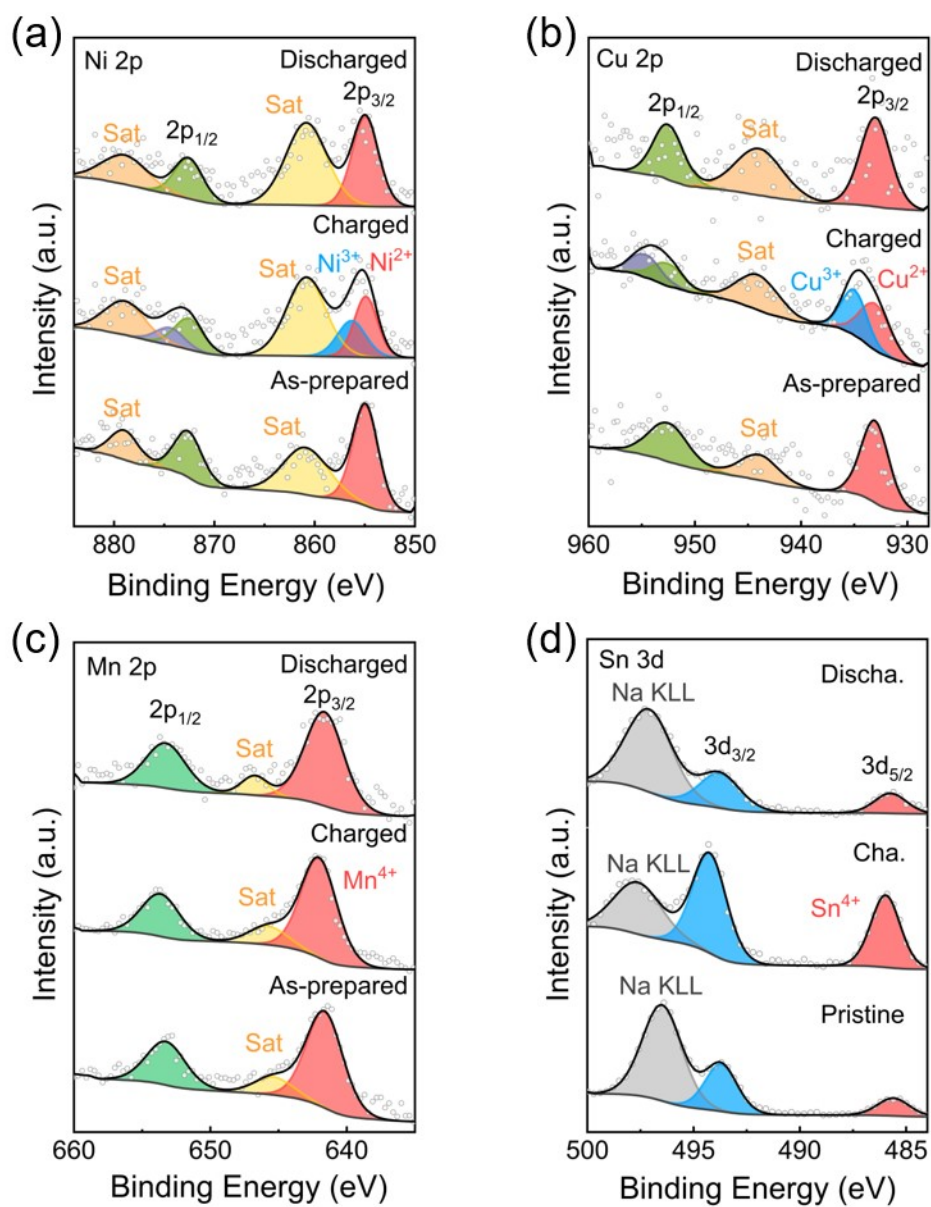 (a)
Ni 2p
Discharged
Sat
2p1/2
Sat
2p3/2
Charged
Sat
Sat
Ni3+
Ni2+
As-prepared
Sat
Sat
Intensity (a.u.)
880
870
860
850
Binding Energy (eV)
(b)
Cu 2p
Discharged
2p1/2
Sat
2p3/2
Charged
Sat
Cu3+
Cu2+
As-prepared
Sat
Intensity (a.u.)
960
950
940
930
Binding Energy (eV)
(c)
Mn 2p
Discharged
2p1/2
Sat
2p3/2
Charged
Sat
Mn4+
As-prepared
Sat
Intensity (a.u.)
660
650
640
Binding Energy (eV)
(d)
Sn 3d
Discha.
Na KLL
3d3/2
3d5/2
Cha.
Na KLL
Sn4+
Na KLL
Pristine
Intensity (a.u.)
500
495
490
485
Binding Energy (eV)